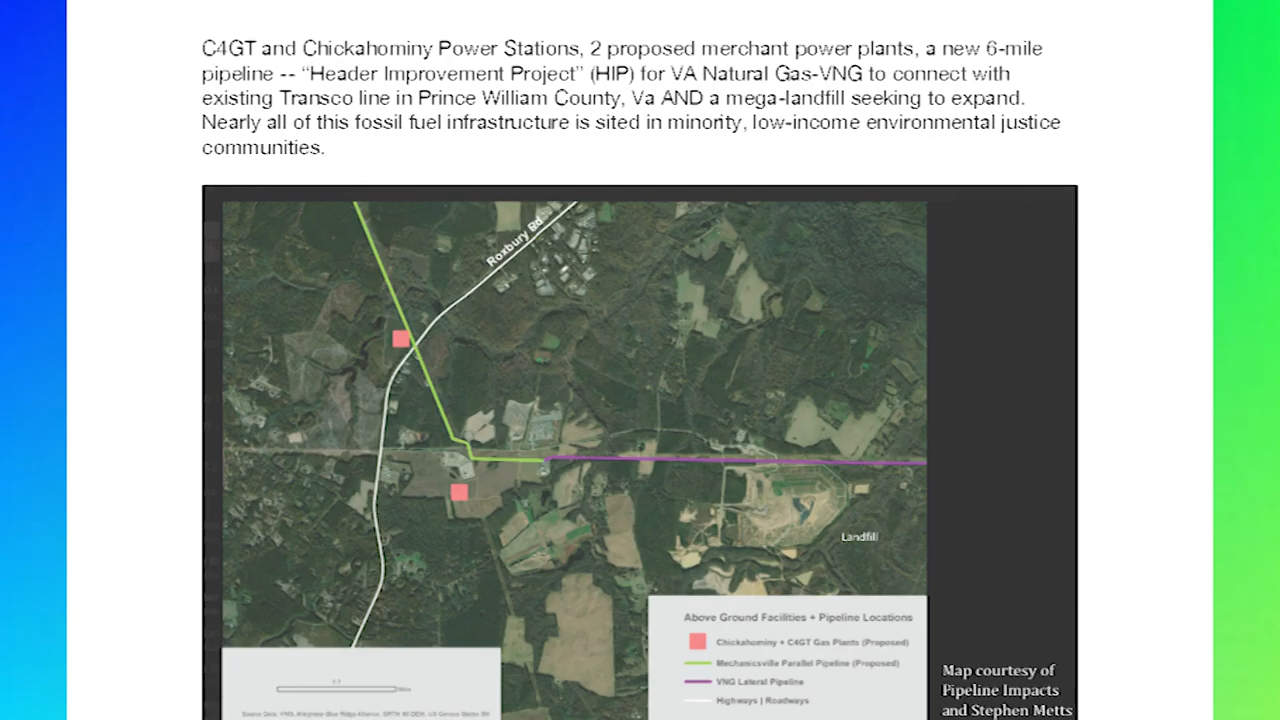 C4GT and Chickahominy Power Stations, 2 proposed merchant power plants, a new 6-mile
pipeline -- “Header Improvement Project” (HIP) for VA Natural Gas-VNG to connect with
existing Transco line in Prince William County, Va AND a mega-landfill seeking to expand.
Nearly all of this fossil fuel infrastructure is sited in minority, low-income environmental justice
communities.
Roxbury Rd
Landfill
Above Ground Facilities + Pipeline Locations
Chickahominy + C4GT Gas Plants (Proposed)
Mechanicsville Parallel Pipeline (Proposed)
VNG Lateral Pipeline
Highways | Roadways
Miles
Map courtesy of
Pipeline Impacts
and Stephen Metts